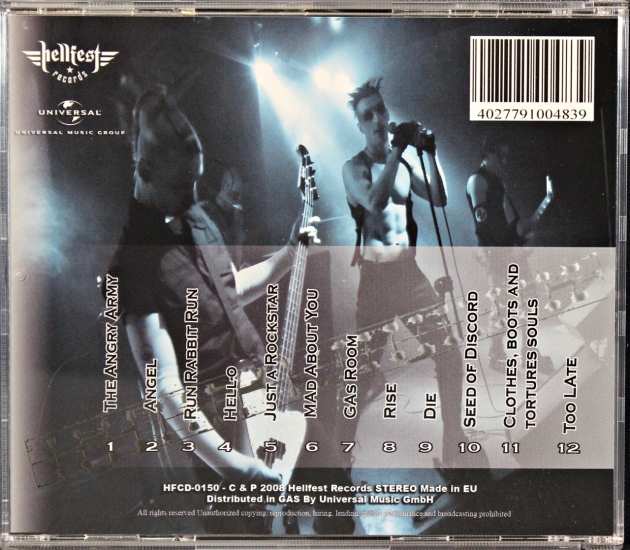 hellfest
records
UNIVERSAL
UNIVERSAL MUSIC GROUP
4027791004839
THE ANGRY ARMY
ANGEL
RUN RABBIT RUN
HELL-O
JUST A ROCKSTAR
MAD ABOUT YOU
GAS ROOM
RISE
DIE
SEED OF DISCORD
CLOTHES, BOOTS AND
TORTURES SOULS
TOO LATE
1 2 3 4 5 6 7 8 9 10 11 12
HFCD-0150 - C & P 2008 Hellfest Records STEREO Made in EU
Distributed in GAS By Universal Music GmbH
All rights reserved Unauthorized copying, reproduction, hiring, lending, public performance and broadcasting prohibited